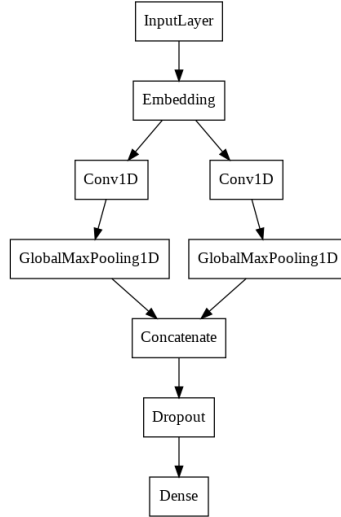 InputLayer
Embedding
Conv1D
Conv1D
GlobalMaxPooling1D
GlobalMaxPooling1D
Concatenate
Dropout
Dense